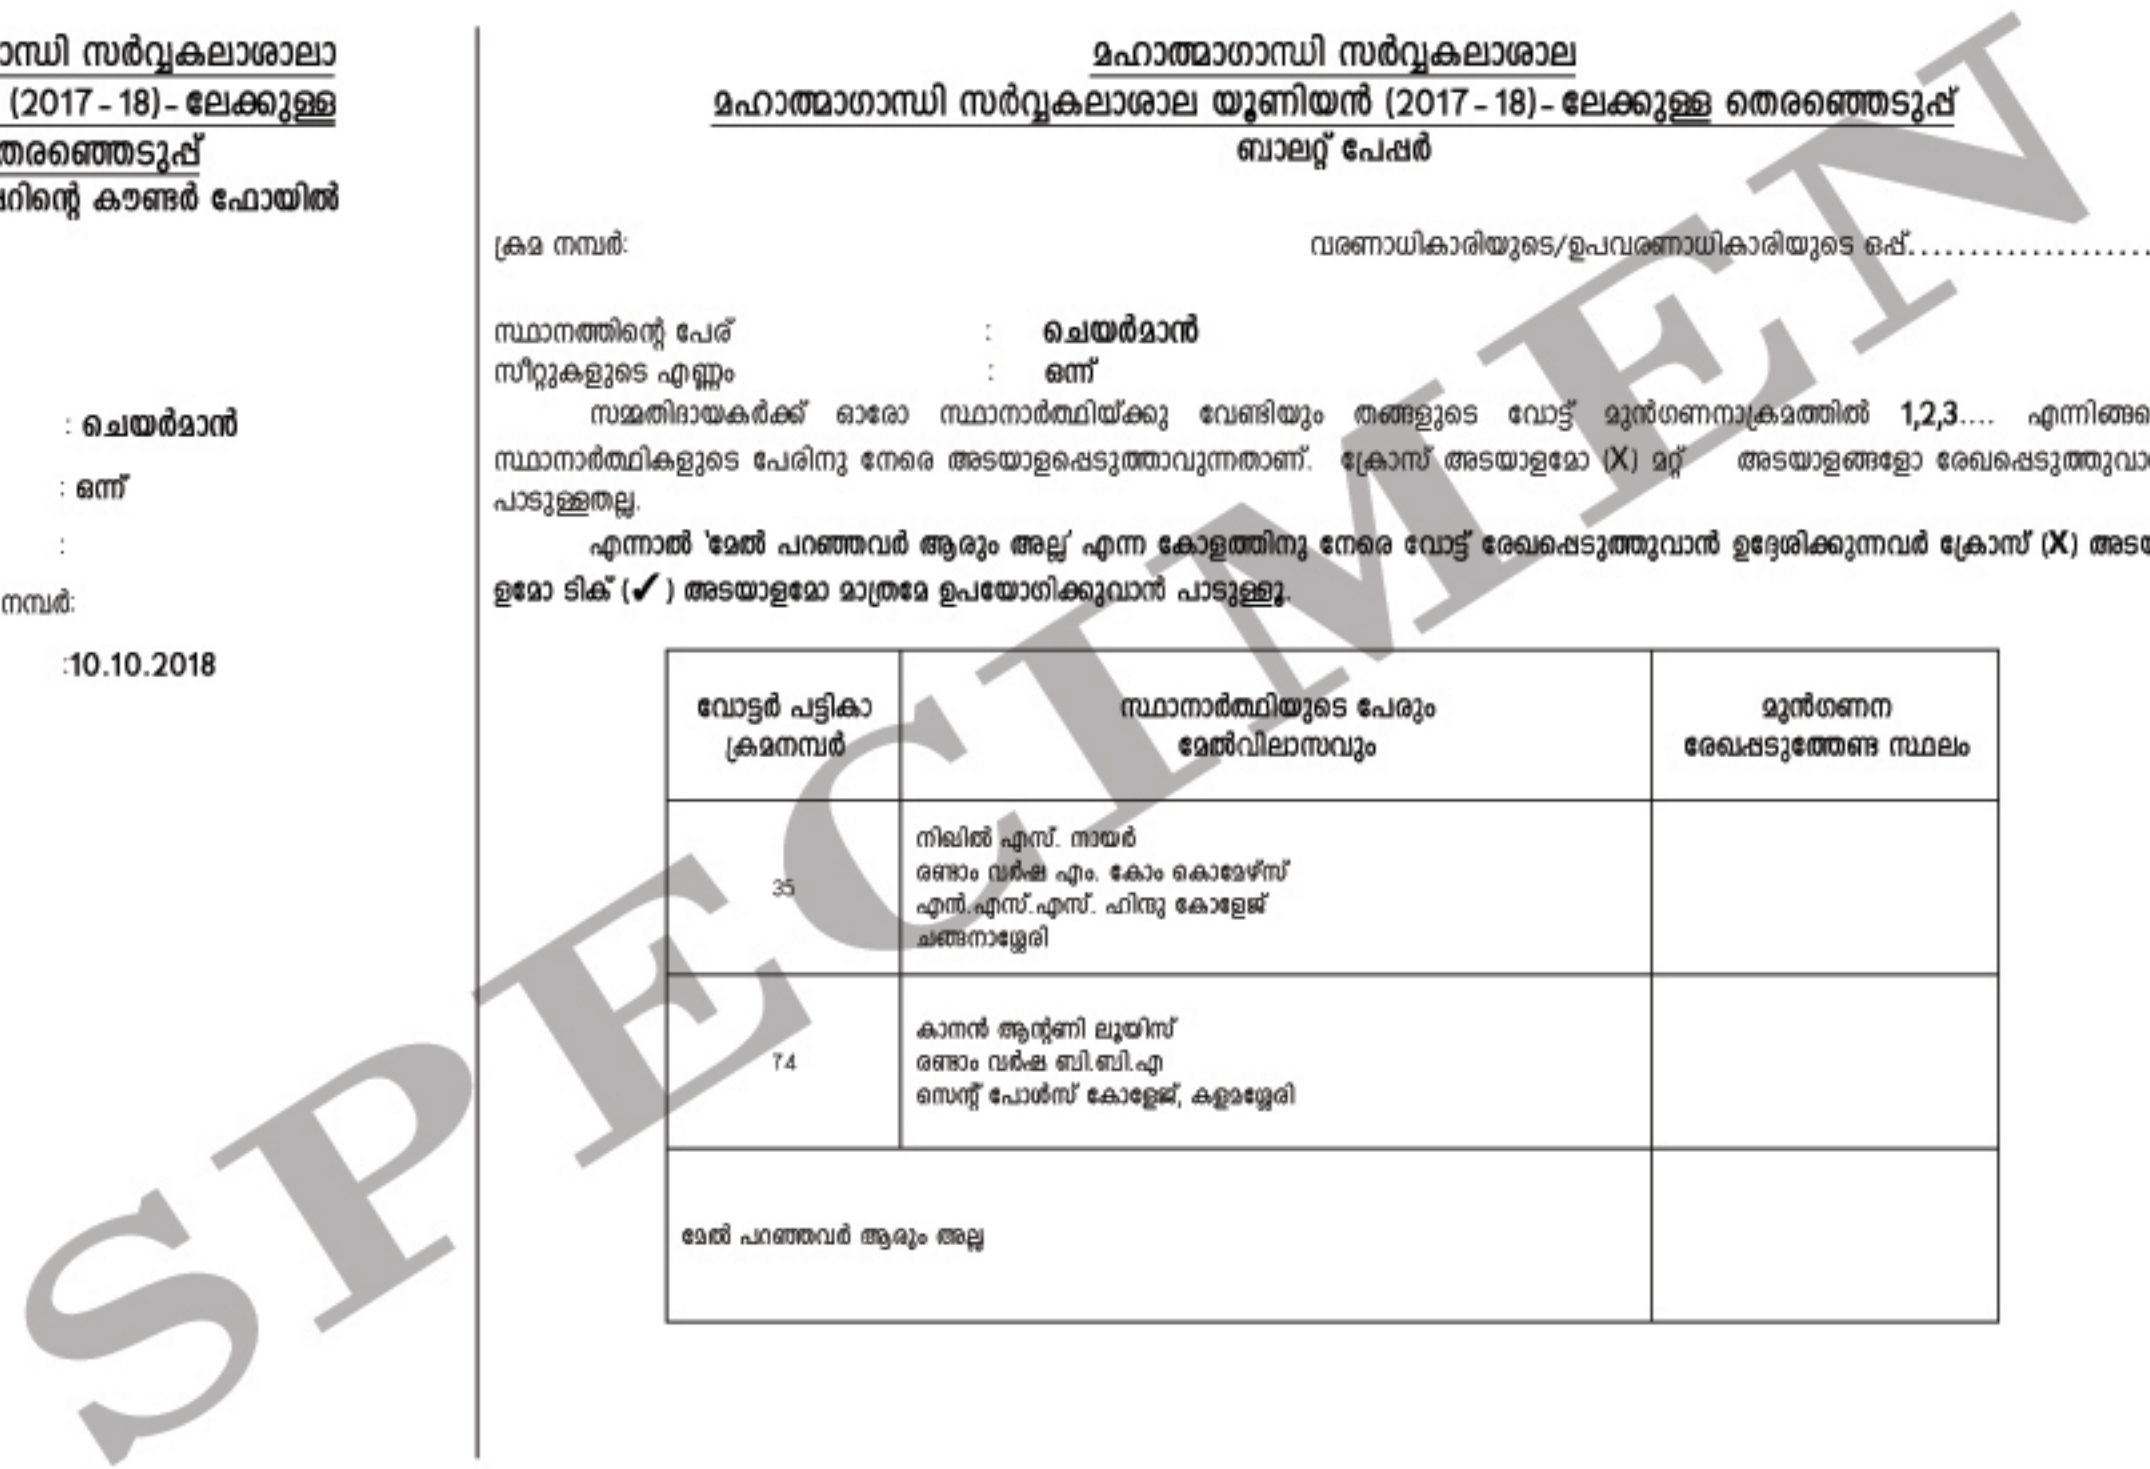 ാന്ധി സർവ്വകലാശാലാ
(2017-18)-ലേക്കുള്ള
തെരഞ്ഞെടുപ്പ്
കൗണ്ടർ ഫോയിൽ
: ചെയർമാൻ
: ഒന്ന്
:
നമ്പർ:
:10.10.2018
മഹാത്മാഗാന്ധി സർവ്വകലാശാല
മഹാത്മാഗാന്ധി സർവ്വകലാശാല യൂണിയൻ (2017-18)-ലേക്കുള്ള തെരഞ്ഞെടുപ്പ്
ബാലറ്റ് പേപ്പർ
ക്രമ നമ്പർ: വരണാധികാരിയുടെ/ഉപവരണാധികാരിയുടെ ഒപ്പ്....................
സ്ഥാനത്തിന്റെ പേര് : ചെയർമാൻ
സീറ്റുകളുടെ എണ്ണം : ഒന്ന്
സമ്മതിദായകർക്ക് ഓരോ സ്ഥാനാർത്ഥിയ്ക്കു വേണ്ടിയും തങ്ങളുടെ വോട്ട് മുൻഗണനാക്രമത്തിൽ 1,2,3.... എന്നിങ്ങനെ
സ്ഥാനാർത്ഥികളുടെ പേരിനു നേരെ അടയാളപ്പെടുത്താവുന്നതാണ്. ക്രോസ് അടയാളമോ (X) മറ്റ് അടയാളങ്ങളോ രേഖപ്പെടുത്തുവാൻ
പാടുള്ളതല്ല.
എന്നാൽ 'മേൽ പറഞ്ഞവർ ആരും അല്ല' എന്ന കോളത്തിനു നേരെ വോട്ട് രേഖപ്പെടുത്തുവാൻ ഉദ്ദേശിക്കുന്നവർ ക്രോസ് (X) അടയാ
ളമോ ടിക് (✓) അടയാളമോ മാത്രമേ ഉപയോഗിക്കുവാൻ പാടുള്ളൂ.
വോട്ടർ പട്ടികാ
ക്രമനമ്പർ
സ്ഥാനാർത്ഥിയുടെ പേരും
മേൽവിലാസവും
മുൻഗണന
രേഖപ്പടുത്തേണ്ട സ്ഥലം
35
നിഖിൽ എസ്. നായർ
രണ്ടാം വർഷ എം. കോം കൊമേഴ്സ്
എൻ.എസ്.എസ്. ഹിന്ദു കോളേജ്
ചങ്ങനാശ്ശേരി
74
കാനൻ ആന്റണി ലൂയിസ്
രണ്ടാം വർഷ ബി.ബി.എ
സെന്റ് പോൾസ് കോളേജ്, കളമശ്ശേരി
മേൽ പറഞ്ഞവർ ആരും അല്ല
SPECIMEN